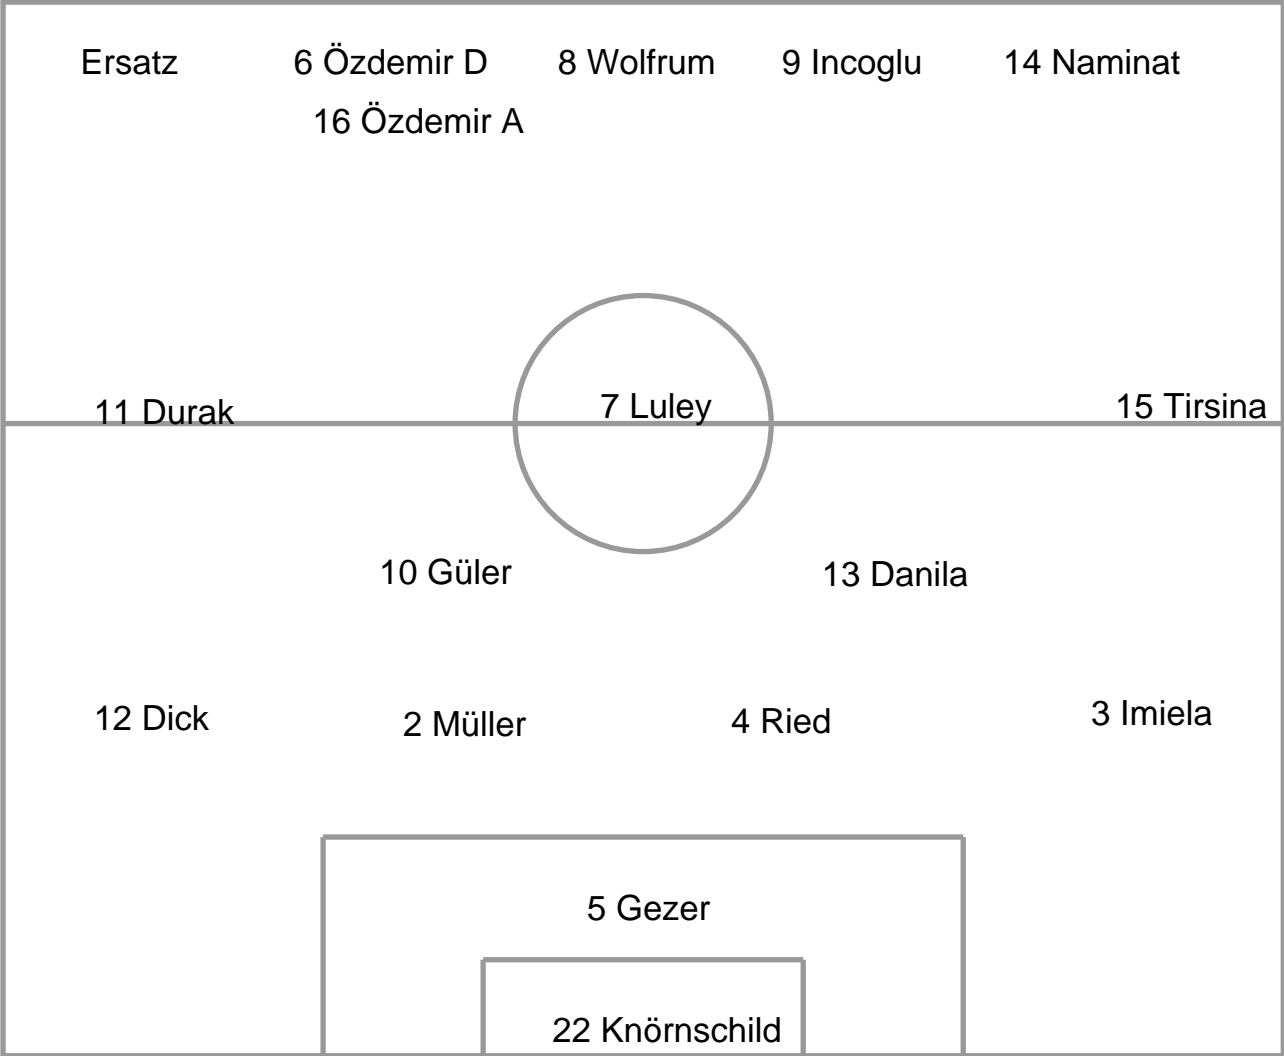 Ersatz 6 Özdemir D 8 Wolfrum 9 Incoglu 14 Naminat
16 Özdemir A
11 Durak 7 Luley 15 Tirsina
10 Güler 13 Danila
12 Dick 2 Müller 4 Ried 3 Imiela
5 Gezer
22 Knörnschild